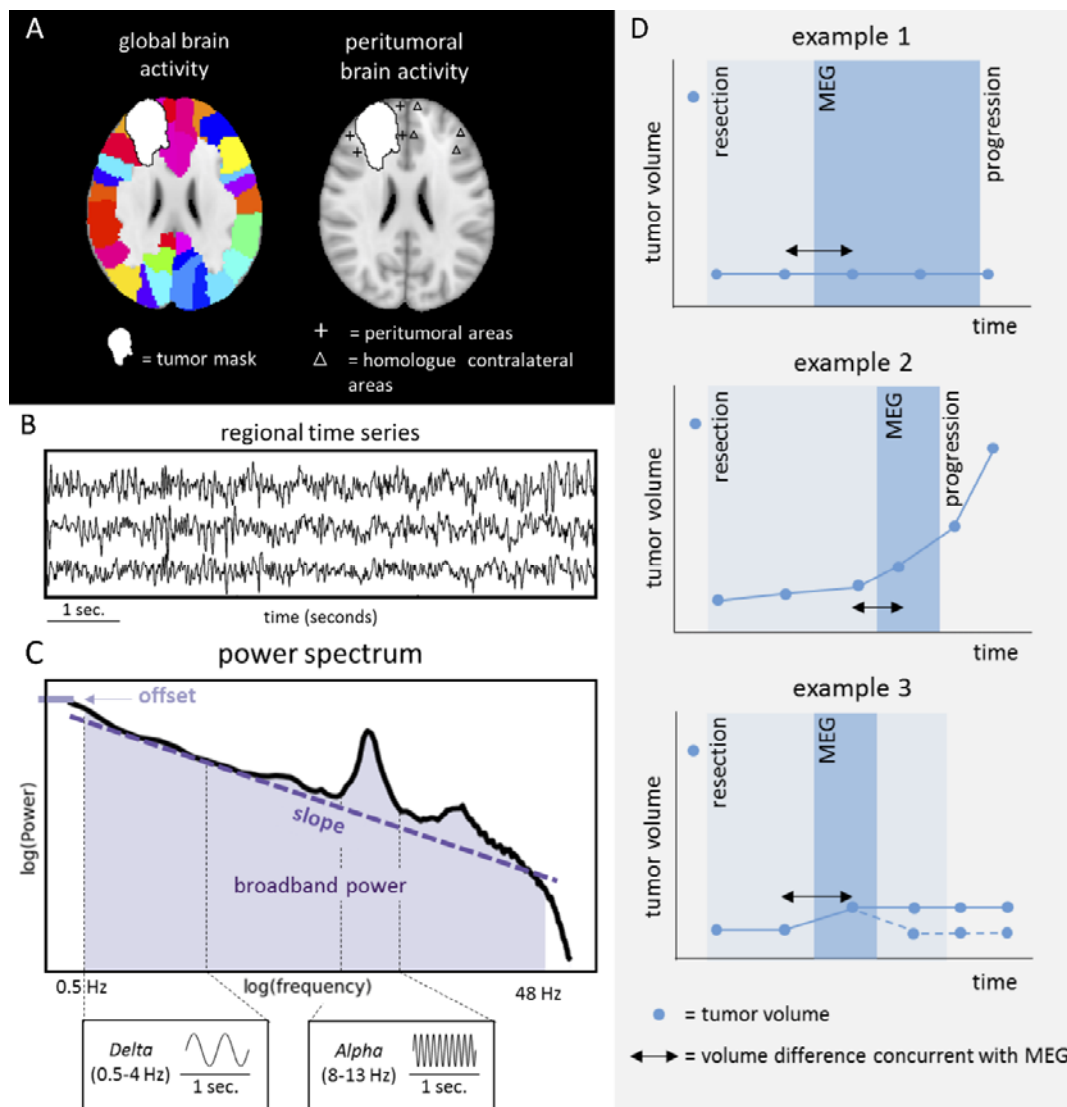 A
global brain
activity
peritumoral
brain activity
= tumor mask
+ = peritumoral areas
△ = homologue contralateral
areas
B
regional time series
1 sec.
time (seconds)
C
power spectrum
offset
slope
broadband power
log(Power)
0.5 Hz
log(frequency)
48 Hz
Delta
(0.5-4 Hz)
1 sec.
Alpha
(8-13 Hz)
1 sec.
D
example 1
tumor volume
resection
MEG
progression
time
example 2
tumor volume
resection
MEG
progression
time
example 3
tumor volume
resection
MEG
time
= tumor volume
= volume difference concurrent with MEG